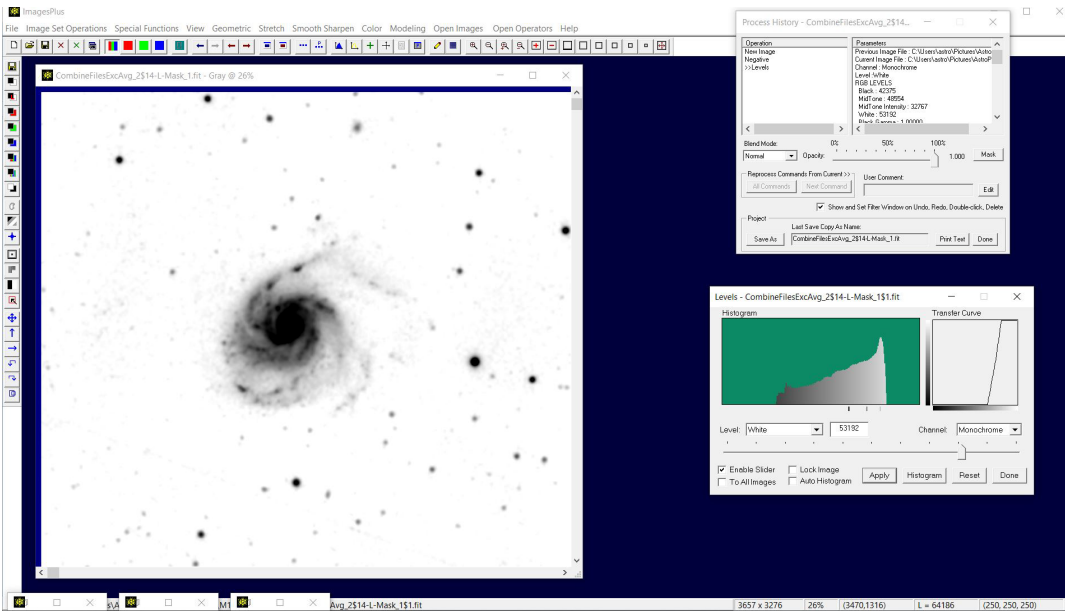 ImagesPlus
File Image Set Operations Special Functions View Geometric Stretch Smooth Sharpen Color Modeling Open Images Open Operators Help
CombineFilesExcAvg_2$14-L-Mask_1.fit - Gray @ 26%
Process History - CombineFilesExcAvg_2$14...
Operation
New Image
Negative
>>Levels
Parameters
Previous Image File : C:\Users\astro\Pictures\Astro
Current Image File : C:\Users\astro\Pictures\AstroP
Channel : Monochrome
Level :White
RGB LEVELS
Black : 42375
MidTone : 48554
MidTone Intensity : 32767
White : 53192
Black Gamma : 1.00000
Blend Mode:
0% 50% 100%
Normal Opacity: 1.000 Mask
Reprocess Commands From Current >>
All Commands Next Command
User Comment:
Edit
Show and Set Filter Window on Undo, Redo, Double-click, Delete
Project
Last Save Copy As Name:
Save As CombineFilesExcAvg_2$14-L-Mask_1.fit Print Text Done
Levels - CombineFilesExcAvg_2$14-L-Mask_1$1.fit
Histogram Transfer Curve
Level: White 53192 Channel: Monochrome
Enable Slider Lock Image
To All Images Auto Histogram Apply Histogram Reset Done
s\A M1 Avg_2$14-L-Mask_1$1.fit
3657 x 3276 26% (3470,1316) L = 64186 (250, 250, 250)